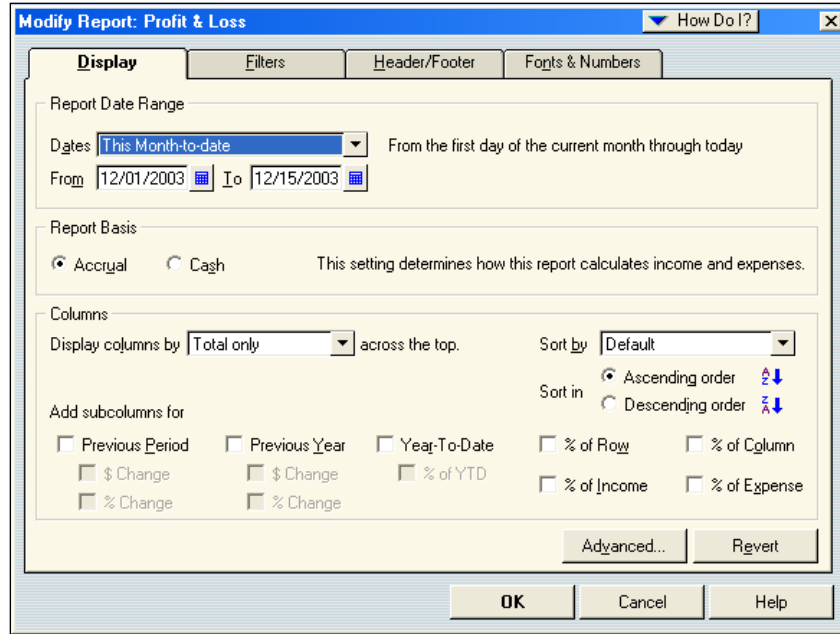 Modify Report: Profit & Loss How Do I? X
Display Filters Header/Footer Fonts & Numbers
Report Date Range
Dates This Month-to-date From the first day of the current month through today
From 12/01/2003 To 12/15/2003
Report Basis
Accrual Cash This setting determines how this report calculates income and expenses.
Columns
Display columns by Total only across the top. Sort by Default
Sort in Ascending order AZ
Descending order ZA
Add subcolumns for
Previous Period Previous Year Year-To-Date % of Row % of Column
$ Change $ Change % of YTD
% of Income % of Expense
% Change % Change
Advanced... Revert
OK Cancel Help